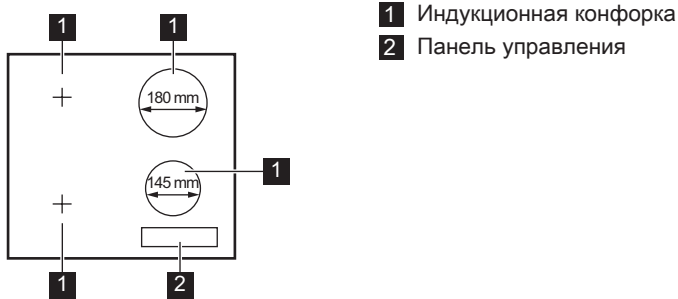 1 Индукционная конфорка
2 Панель управления
1 1
180 mm
145 mm 1
1 2